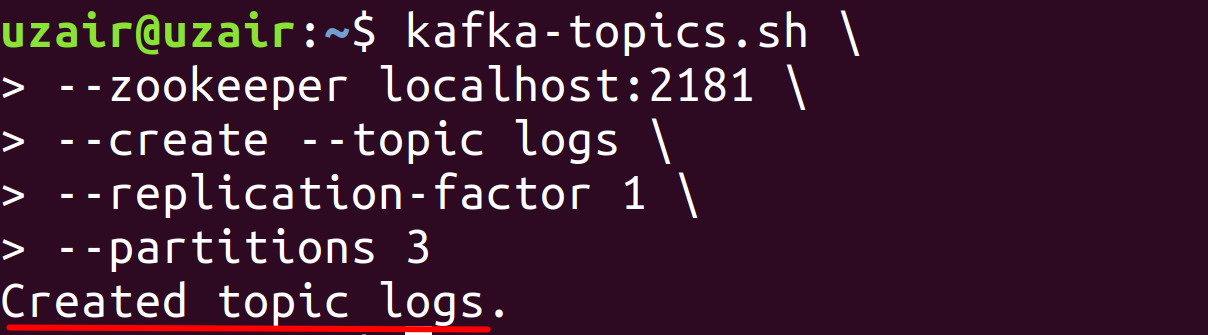 uzair@uzair:~$ kafka-topics.sh \
> --zookeeper localhost:2181 \
> --create --topic logs \
> --replication-factor 1 \
> --partitions 3
Created topic logs.